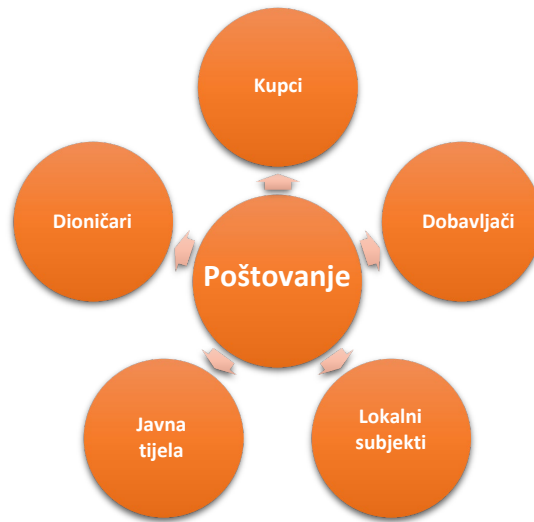 Kupci
Dioničari
Dobavljači
Poštovanje
Javna
tijela
Lokalni
subjekti